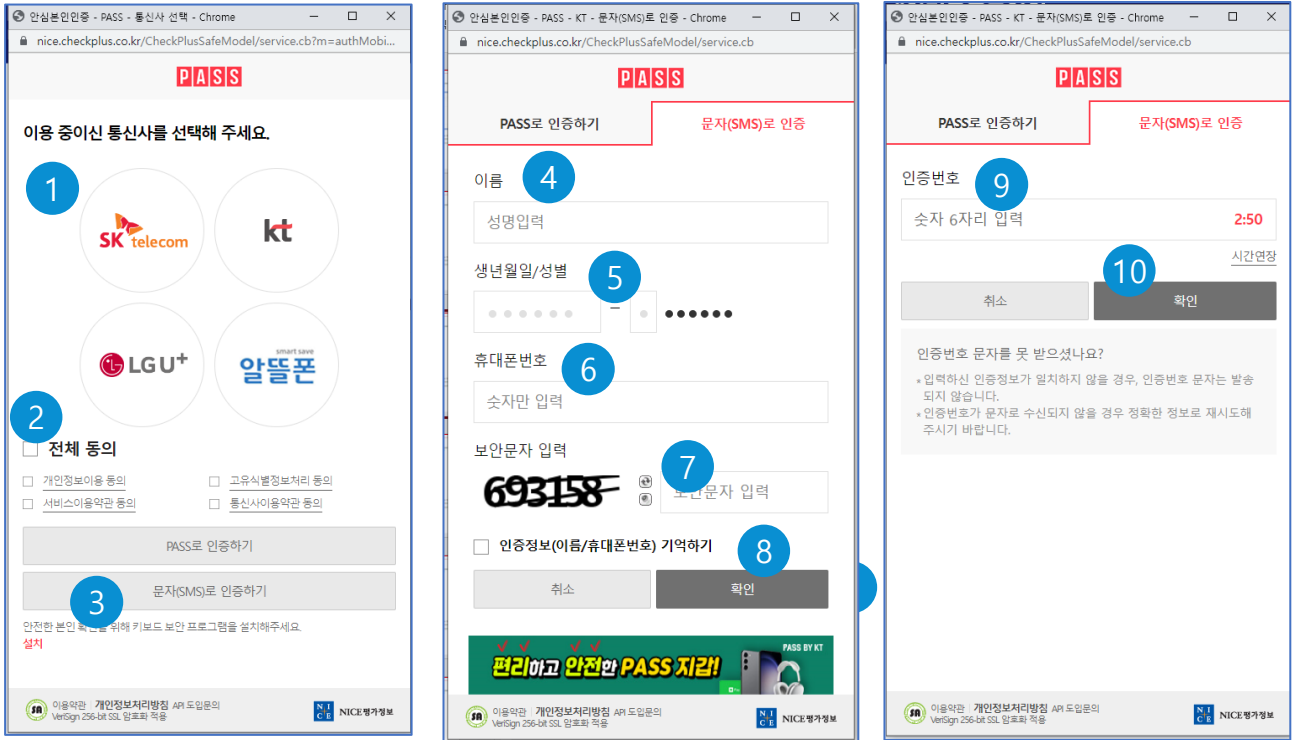 안심본인인증 - PASS - 통신사 선택 - Chrome
nice.checkplus.co.kr/CheckPlusSafeModel/service.cb?m=authMobi...
PASS
이용 중이신 통신사를 선택해 주세요.
1
SK telecom
kt
LG U+
smart save
알뜰폰
2
전체 동의
개인정보이용 동의
고유식별정보처리 동의
서비스이용약관 동의
통신사이용약관 동의
PASS로 인증하기
문자(SMS)로 인증하기
3
안전한 본인 확인을 위해 키보드 보안 프로그램을 설치해주세요.
설치
이용약관 개인정보처리방침 API 도입문의
VeriSign 256-bit SSL 암호화 적용
NICE평가정보
안심본인인증 - PASS - KT - 문자(SMS)로 인증 - Chrome
nice.checkplus.co.kr/CheckPlusSafeModel/service.cb
PASS
PASS로 인증하기
문자(SMS)로 인증
이름
4
성명입력
생년월일/성별
5
휴대폰번호
6
숫자만 입력
보안문자 입력
7
693158
보안문자 입력
인증정보(이름/휴대폰번호) 기억하기
8
취소
확인
편리하고 안전한 PASS 지갑!
PASS BY KT
이용약관 개인정보처리방침 API 도입문의
VeriSign 256-bit SSL 암호화 적용
NICE평가정보
안심본인인증 - PASS - KT - 문자(SMS)로 인증 - Chrome
nice.checkplus.co.kr/CheckPlusSafeModel/service.cb
PASS
PASS로 인증하기
문자(SMS)로 인증
인증번호
9
숫자 6자리 입력
2:50
시간연장
10
취소
확인
인증번호 문자를 못 받으셨나요?
* 입력하신 인증정보가 일치하지 않을 경우, 인증번호 문자는 발송
되지 않습니다.
* 인증번호가 문자로 수신되지 않을 경우 정확한 정보로 재시도해
주시기 바랍니다.
이용약관 개인정보처리방침 API 도입문의
VeriSign 256-bit SSL 암호화 적용
NICE평가정보